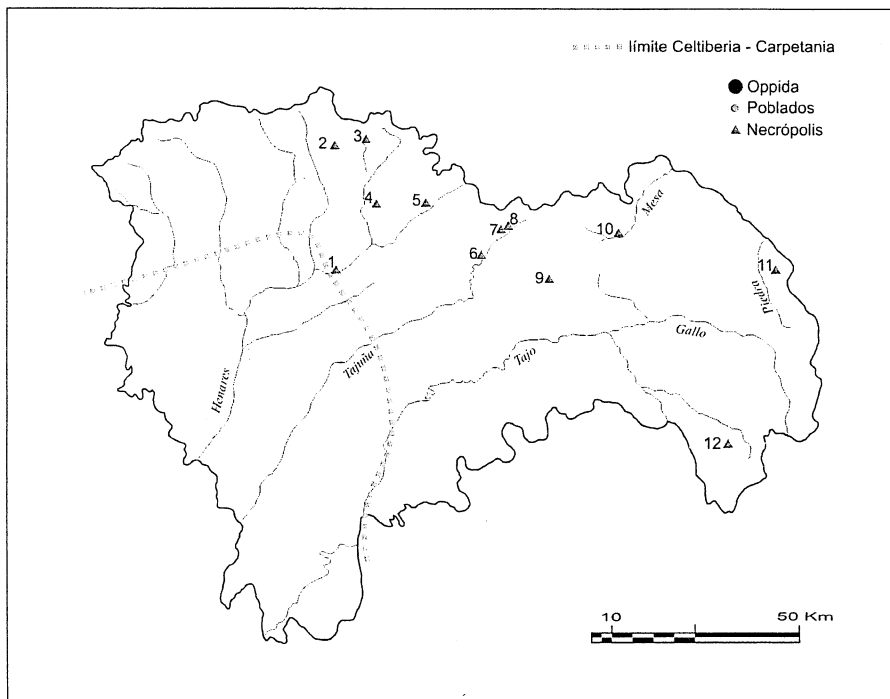 límite Celtiberia - Carpetania
Oppida
Poblados
Necrópolis
2
3
4
5
Mesa
7
8
10
6
1
11
9
Piedra
Gallo
Tajo
Tajuña
Henares
12
10
50 Km